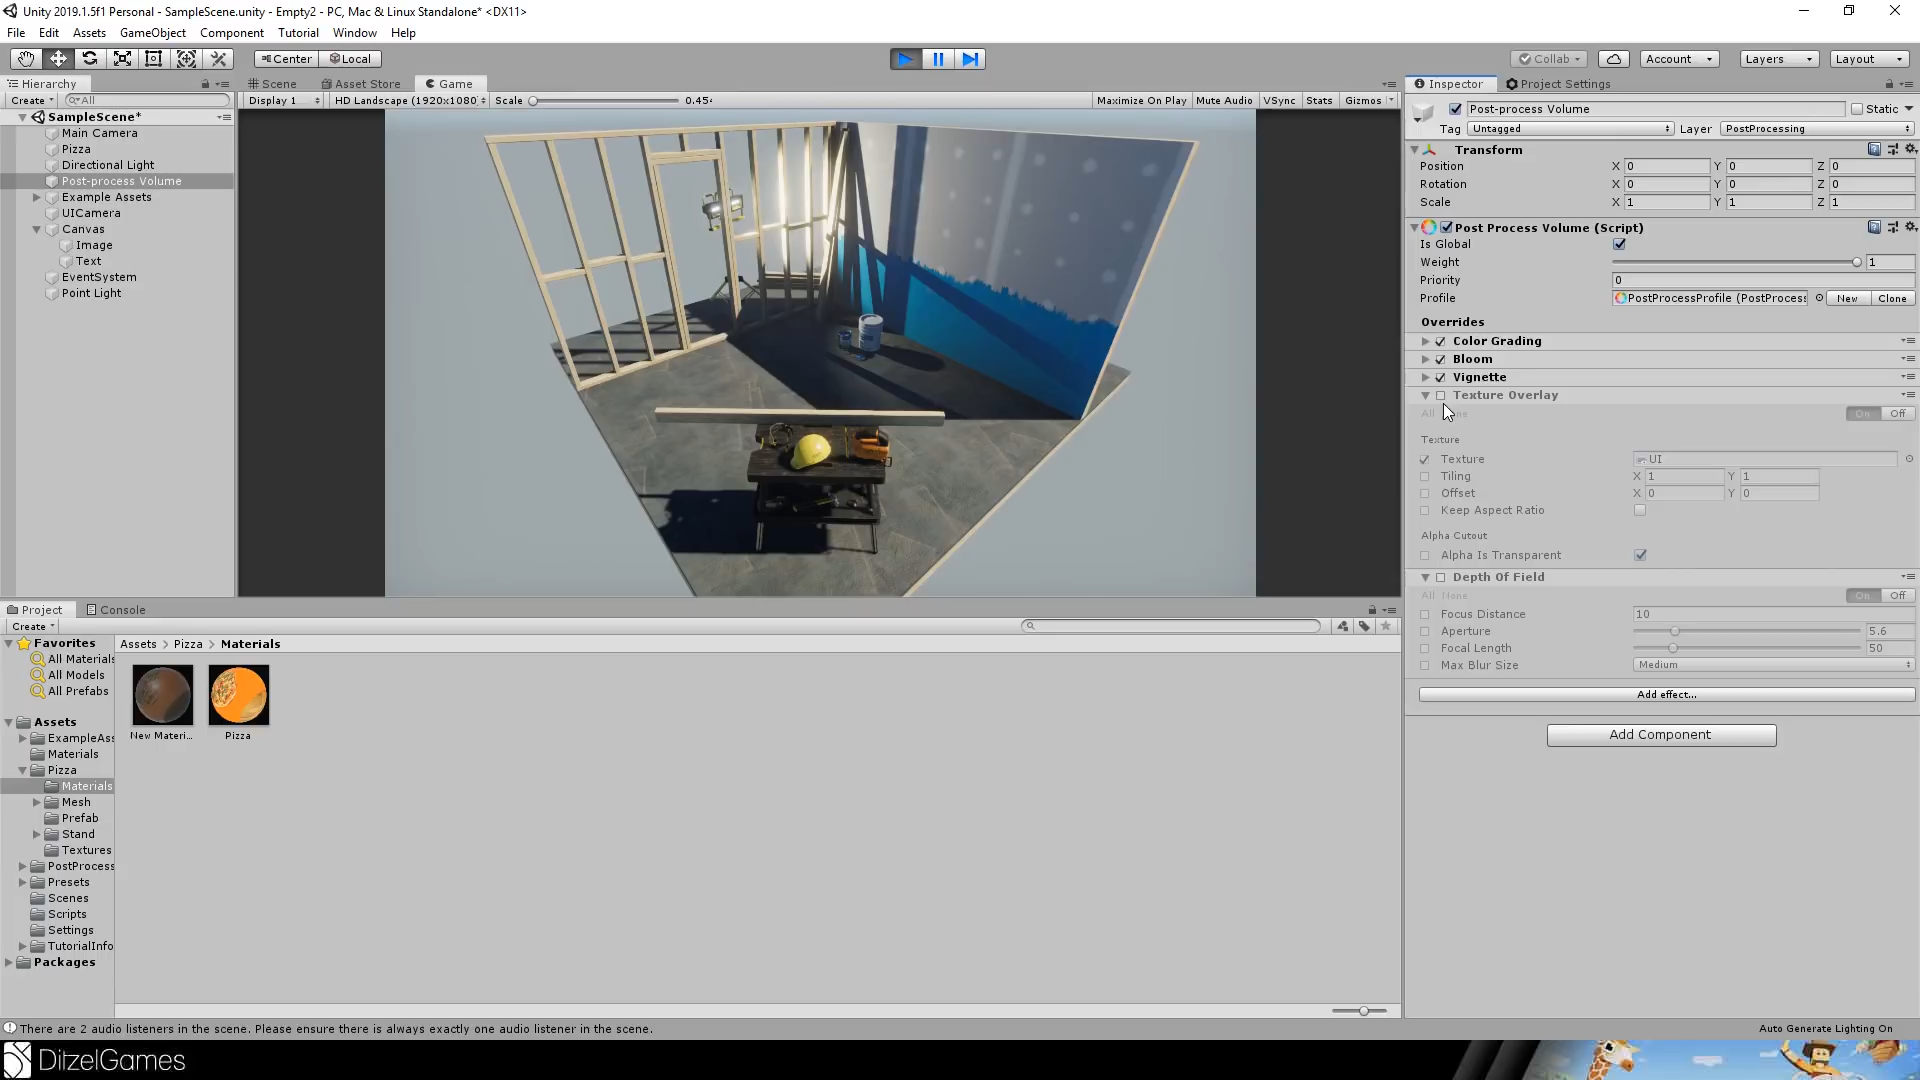 Unity 2019.1.5f1 Personal - SampleScene.unity - Empty2 - PC, Mac & Linux Standalone* <DX11>
File Edit Assets GameObject Component Tutorial Window Help
Center Local Collab Account Layers Layout
Hierarchy
Create All
SampleScene*
Main Camera
Pizza
Directional Light
Post-process Volume
Example Assets
UICamera
Canvas
Image
Text
EventSystem
Point Light
Scene Asset Store Game
Display 1 HD Landscape (1920x1080) Scale 0.454 Maximize On Play Mute Audio VSync Stats Gizmos
Inspector Project Settings
Post-process Volume Static
Tag Untagged Layer PostProcessing
Transform
Position X 0 Y 0 Z 0
Rotation X 0 Y 0 Z 0
Scale X 1 Y 1 Z 1
Post Process Volume (Script)
Is Global
Weight 1
Priority 0
Profile PostProcessProfile (PostProcess New Clone
Overrides
Color Grading
Bloom
Vignette
Texture Overlay
All On Off
Texture
Texture UI
Tiling X 1 Y 1
Offset X 0 Y 0
Keep Aspect Ratio
Alpha Cutout
Alpha Is Transparent
Depth Of Field
All None On Off
Focus Distance 10
Aperture 5.6
Focal Length 50
Max Blur Size Medium
Add effect...
Add Component
Project Console
Create
Favorites
All Materials
All Models
All Prefabs
Assets
ExampleAss
Materials
Pizza
Materials
Mesh
Prefab
Stand
Textures
PostProcess
Presets
Scenes
Scripts
Settings
TutorialInfo
Packages
Assets Pizza Materials
New Materi... Pizza
There are 2 audio listeners in the scene. Please ensure there is always exactly one audio listener in the scene.
Auto Generate Lighting On
DitzelGames